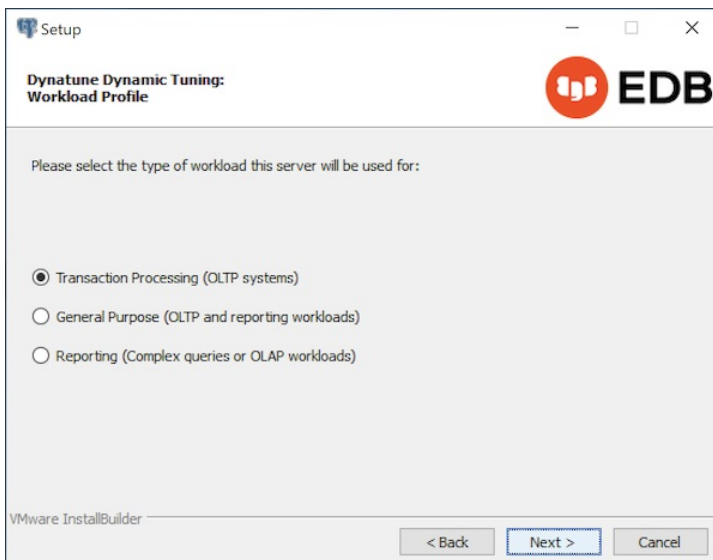 Setup
Dynatune Dynamic Tuning:
Workload Profile
EDB
Please select the type of workload this server will be used for:
Transaction Processing (OLTP systems)
General Purpose (OLTP and reporting workloads)
Reporting (Complex queries or OLAP workloads)
VMware InstallBuilder
< Back Next > Cancel